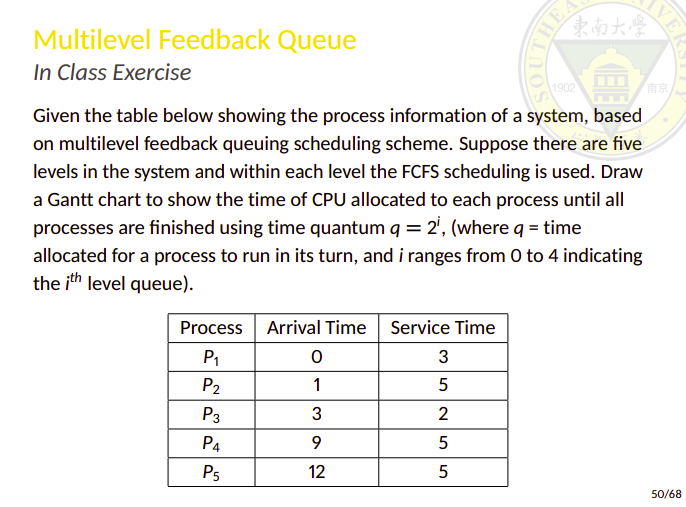 Multilevel Feedback Queue
In Class Exercise
東南大學
SOUTHEAST UNIVERSITY
1902
南京
Given the table below showing the process information of a system, based
on multilevel feedback queuing scheduling scheme. Suppose there are five
levels in the system and within each level the FCFS scheduling is used. Draw
a Gantt chart to show the time of CPU allocated to each process until all
processes are finished using time quantum q = 2^i, (where q = time
allocated for a process to run in its turn, and i ranges from 0 to 4 indicating
the i^th level queue).
Process Arrival Time Service Time
P1 0 3
P2 1 5
P3 3 2
P4 9 5
P5 12 5
50/68